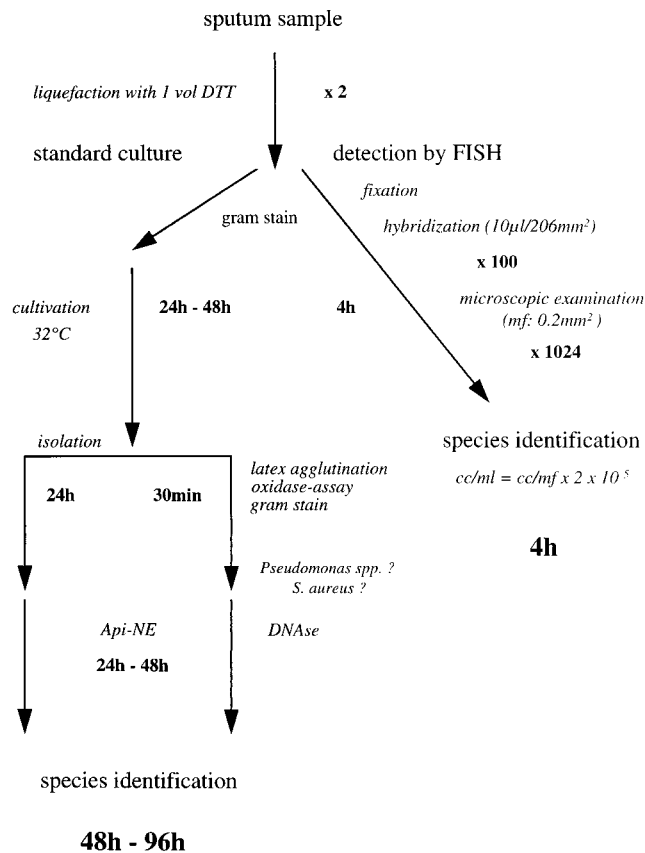 sputum sample
liquefaction with 1 vol DTT x 2
standard culture detection by FISH
fixation
gram stain
hybridization (10µl/206mm²)
x 100
cultivation 24h - 48h 4h microscopic examination
32°C (mf: 0.2mm²)
x 1024
isolation
species identification
latex agglutination
oxidase-assay
gram stain
cc/ml = cc/mf x 2 x 10⁵
24h 30min
4h
Pseudomonas spp. ?
S. aureus ?
Api-NE DNAse
24h - 48h
species identification
48h - 96h